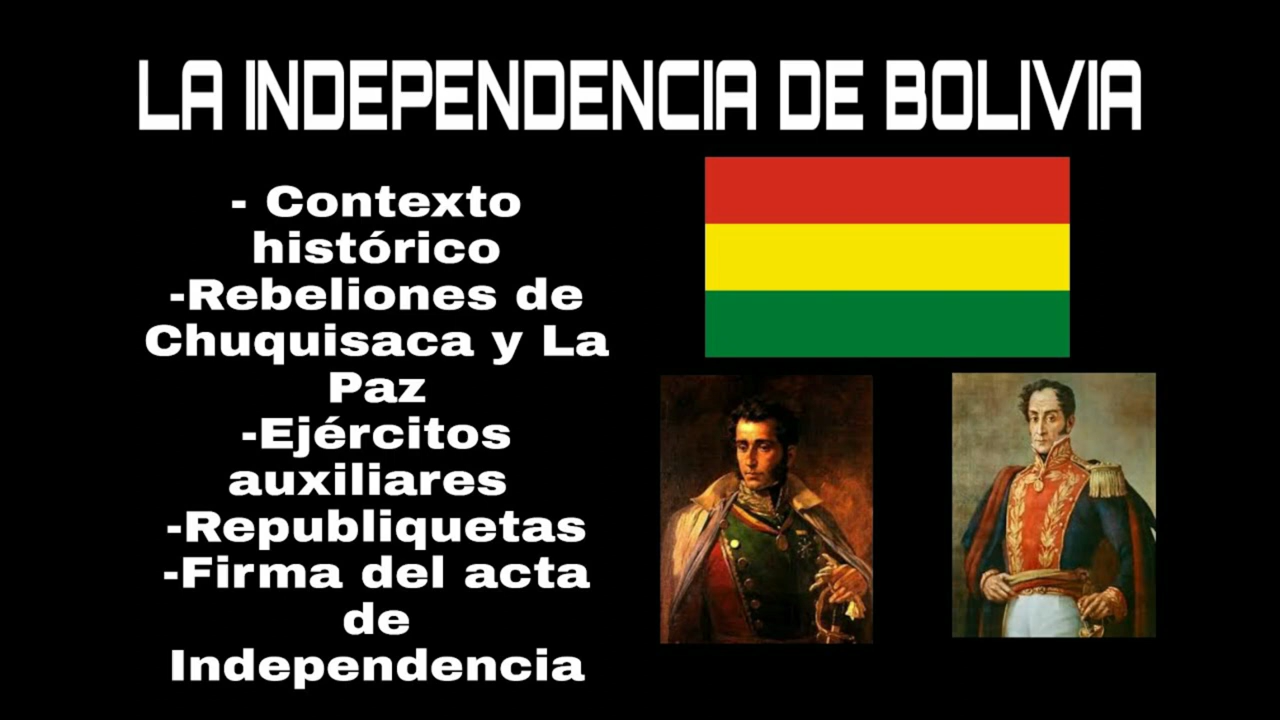 LA INDEPENDENCIA DE BOLIVIA
- Contexto
histórico
-Rebeliones de
Chuquisaca y La
Paz
-Ejércitos
auxiliares
-Republiquetas
-Firma del acta
de
Independencia